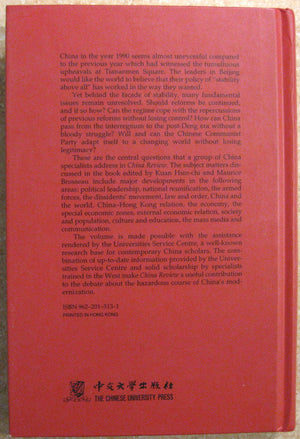 China in the year 1990 seems almost uneventful compared
to the previous year which had witnessed the tumultuous
upheavals at Tiananmen Square. The leaders in Beijing
would like the world to believe that their policy of "stability
above all" has worked in the way they wanted.
Yet behind the facade of stability, many fundamental
issues remain unresolved. Should reforms be continued,
and if so how? Can the regime cope with the repercussions
of previous reforms without losing control? How can China
pass from the interregnum to the post-Deng era without a
bloody struggle? Will and can the Chinese Communist
Party adapt itself to a changing world without losing
legitimacy?
These are the central questions that a group of China
specialists address in China Review. The subject matters dis-
cussed in the book edited by Kuan Hsin-chi and Maurice
Brosseau include major developments in the following
areas: political leadership, national reunification, the armed
forces, the dissidents' movement, law and order, China and
the world, China-Hong Kong relation, the economy, the
special economic zones, external economic relation, society
and population, culture and education, the mass media and
communication.
The volume is made possible with the assistance
rendered by the Universities Service Centre, a well-known
research base for contemporary China scholars. The com-
bination of up-to-date information provided by the Univer-
sities Service Centre and solid scholarship by specialists
trained in the West make China Review a useful contribution
to the debate about the hazardous course of China's mod-
ernization.
ISBN 962-201-515-3
PRINTED IN HONG KONG
中文大學出版社
THE CHINESE UNIVERSITY PRESS